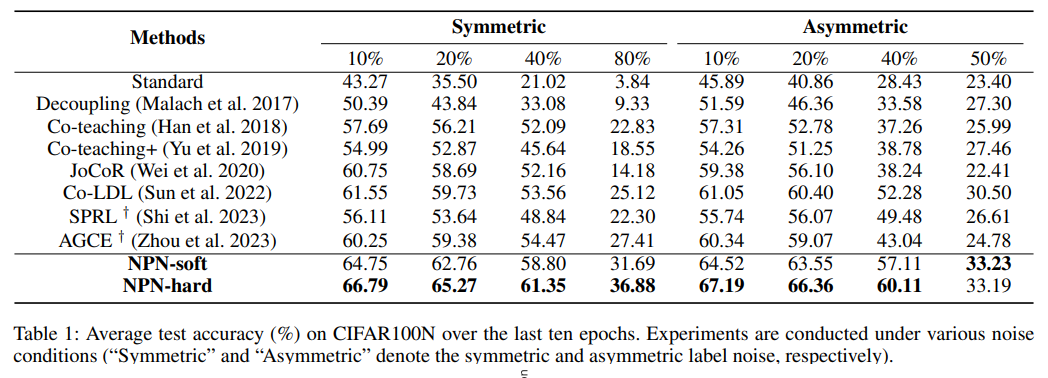 Methods Symmetric Asymmetric
10% 20% 40% 80% 10% 20% 40% 50%
Standard 43.27 35.50 21.02 3.84 45.89 40.86 28.43 23.40
Decoupling (Malach et al. 2017) 50.39 43.84 33.08 9.33 51.59 46.36 33.58 27.30
Co-teaching (Han et al. 2018) 57.69 56.21 52.09 22.83 57.31 52.78 37.26 25.99
Co-teaching+ (Yu et al. 2019) 54.99 52.87 45.64 18.55 54.26 51.25 38.78 27.46
JoCoR (Wei et al. 2020) 60.75 58.69 52.16 14.18 59.38 56.10 38.24 22.41
Co-LDL (Sun et al. 2022) 61.55 59.73 53.56 25.12 61.05 60.40 52.28 30.50
SPRL † (Shi et al. 2023) 56.11 53.64 48.84 22.30 55.74 56.07 49.48 26.61
AGCE † (Zhou et al. 2023) 60.25 59.38 54.47 27.41 60.34 59.07 43.04 24.78
NPN-soft 64.75 62.76 58.80 31.69 64.52 63.55 57.11 33.23
NPN-hard 66.79 65.27 61.35 36.88 67.19 66.36 60.11 33.19
Table 1: Average test accuracy (%) on CIFAR100N over the last ten epochs. Experiments are conducted under various noise
conditions (“Symmetric” and “Asymmetric” denote the symmetric and asymmetric label noise, respectively).